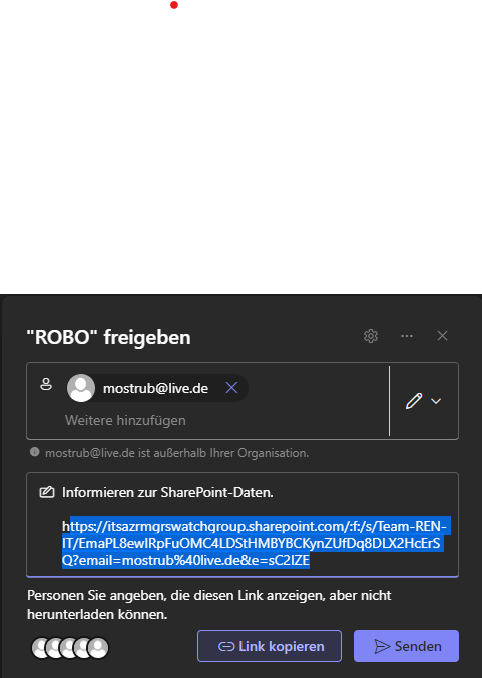 "ROBO" freigeben
mostrub@live.de
Weitere hinzufügen
mostrub@live.de ist außerhalb Ihrer Organisation.
Informieren zur SharePoint-Daten.
https://itsazrmgrswatchgroup.sharepoint.com/:f:/s/Team-REN-
IT/EmaPL8ewIRpFuOMC4LDStHMBYBCKynZUfDq8DLX2HcErS
Q?email=mostrub%40live.de&e=sC2IZE
Personen Sie angeben, die diesen Link anzeigen, aber nicht
herunterladen können.
Link kopieren
Senden